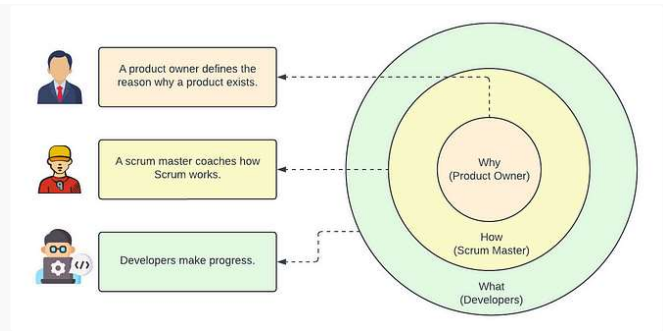 A product owner defines the
reason why a product exists.
A scrum master coaches how
Scrum works.
Developers make progress.
Why
(Product Owner)
How
(Scrum Master)
What
(Developers)